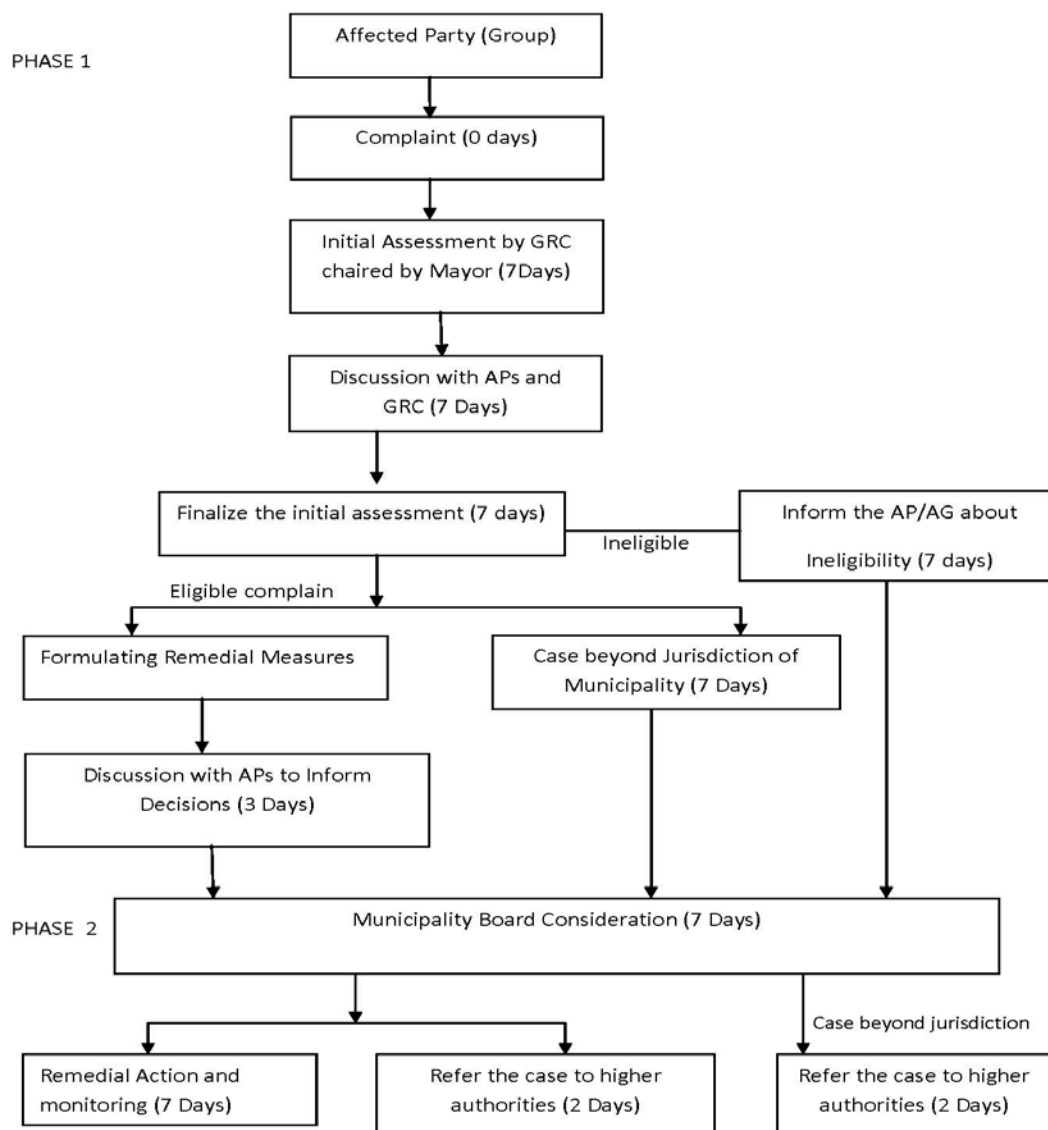 Affected Party (Group)
PHASE 1
Complaint (0 days)
Initial Assessment by GRC
chaired by Mayor (7Days)
Discussion with APs and
GRC (7 Days)
Finalize the initial assessment (7 days)
Inform the AP/AG about
Ineligibility (7 days)
Ineligible
Eligible complain
Formulating Remedial Measures
Case beyond Jurisdiction of
Municipality (7 Days)
Discussion with APs to Inform
Decisions (3 Days)
PHASE 2
Municipality Board Consideration (7 Days)
Case beyond jurisdiction
Remedial Action and
monitoring (7 Days)
Refer the case to higher
authorities (2 Days)
Refer the case to higher
authorities (2 Days)